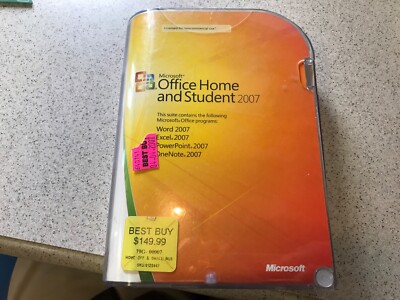 Microsoft®
Office Home
and Student 2007
This suite contains the following
Microsoft Office programs:
Word 2007
Excel® 2007
PowerPoint® 2007
OneNote® 2007
BEST BUY
BEST BUY
$149.99
Microsoft